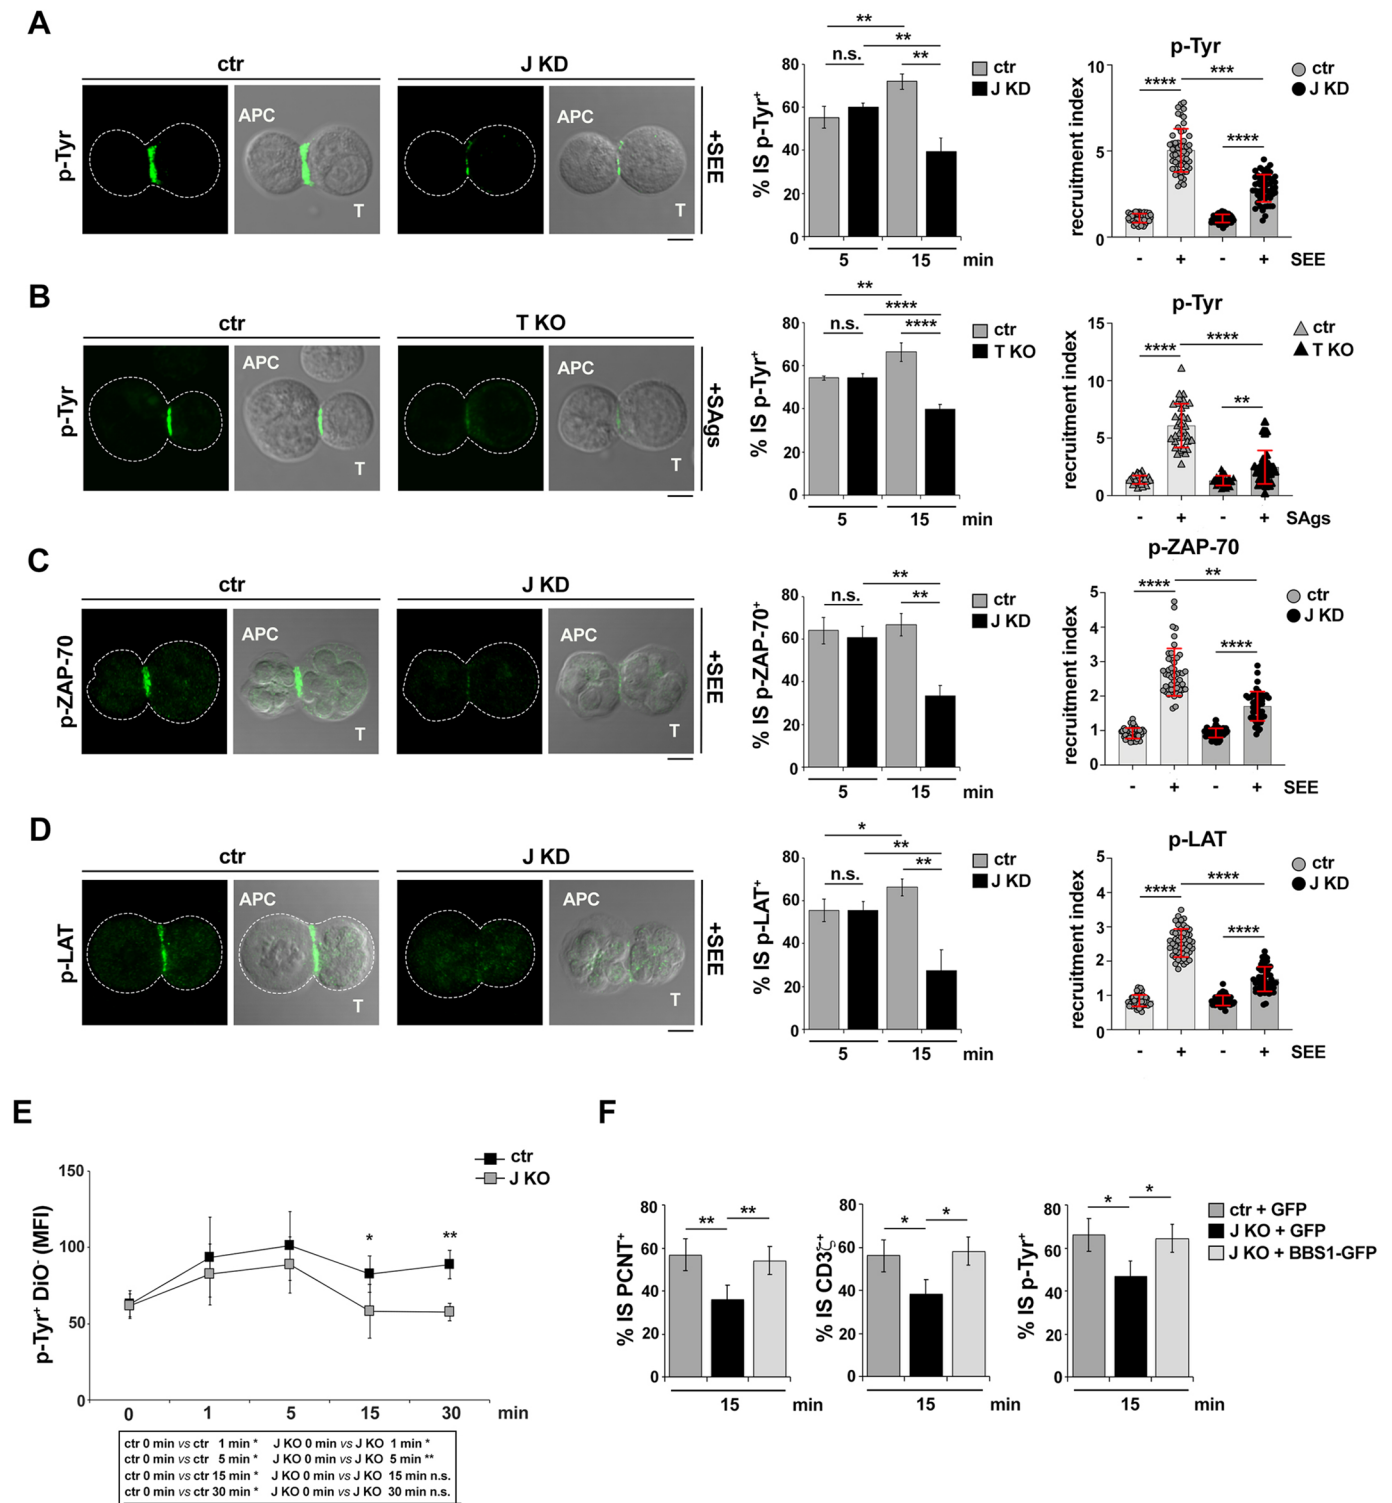 A
ctr
J KD
p-Tyr
APC
T
APC
T
+SEE
% IS p-Tyr⁺
80
60
40
20
0
**
**
n.s.
**
ctr
J KD
5
15
min
p-Tyr
recruitment index
10
5
0
****
***
****
ctr
J KD
-
+
-
+
SEE
B
ctr
T KO
p-Tyr
APC
T
APC
T
+SAgs
% IS p-Tyr⁺
80
60
40
20
0
**
****
n.s.
****
ctr
T KO
5
15
min
p-Tyr
recruitment index
15
10
5
0
****
****
**
ctr
T KO
-
+
-
+
SAgs
C
ctr
J KD
p-ZAP-70
APC
T
APC
T
+SEE
% IS p-ZAP-70⁺
80
60
40
20
0
**
n.s.
**
ctr
J KD
5
15
min
p-ZAP-70
recruitment index
5
4
3
2
1
0
****
**
****
ctr
J KD
-
+
-
+
SEE
D
ctr
J KD
p-LAT
APC
T
APC
T
+SEE
% IS p-LAT⁺
80
60
40
20
0
*
**
n.s.
**
ctr
J KD
5
15
min
p-LAT
recruitment index
5
4
3
2
1
0
****
****
****
ctr
J KD
-
+
-
+
SEE
E
p-Tyr⁺ DiO⁻ (MFI)
150
100
50
0
*
**
ctr
J KO
0
1
5
15
30
min
ctr 0 min vs ctr 1 min * J KO 0 min vs J KO 1 min *
ctr 0 min vs ctr 5 min * J KO 0 min vs J KO 5 min **
ctr 0 min vs ctr 15 min * J KO 0 min vs J KO 15 min n.s.
ctr 0 min vs ctr 30 min * J KO 0 min vs J KO 30 min n.s.
F
% IS PCNT⁺
80
60
40
20
0
**
**
15
min
% IS CD3ζ⁺
80
60
40
20
0
*
*
15
min
% IS p-Tyr⁺
80
60
40
20
0
*
*
15
min
ctr + GFP
J KO + GFP
J KO + BBS1-GFP